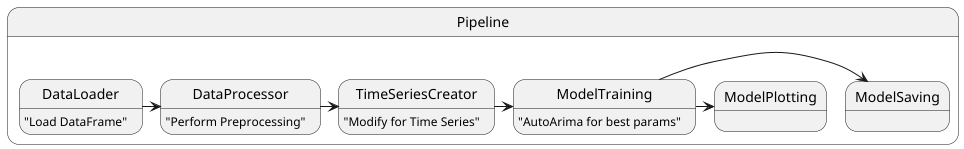 Pipeline
DataLoader
"Load DataFrame"
DataProcessor
"Perform Preprocessing"
TimeSeriesCreator
"Modify for Time Series"
ModelTraining
"AutoArima for best params"
ModelPlotting
ModelSaving